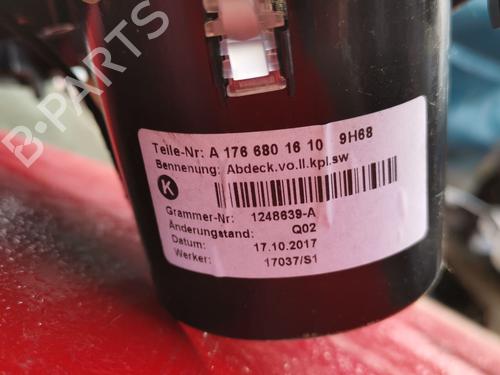 Teile-Nr: A 176 680 16 10 9H68
Bennenung: Abdeck.vo.ll.kpl.sw
K
Grammer-Nr: 1248639-A
Änderungstand: Q02
Datum: 17.10.2017
Werker: 17037/S1
B-PARTS